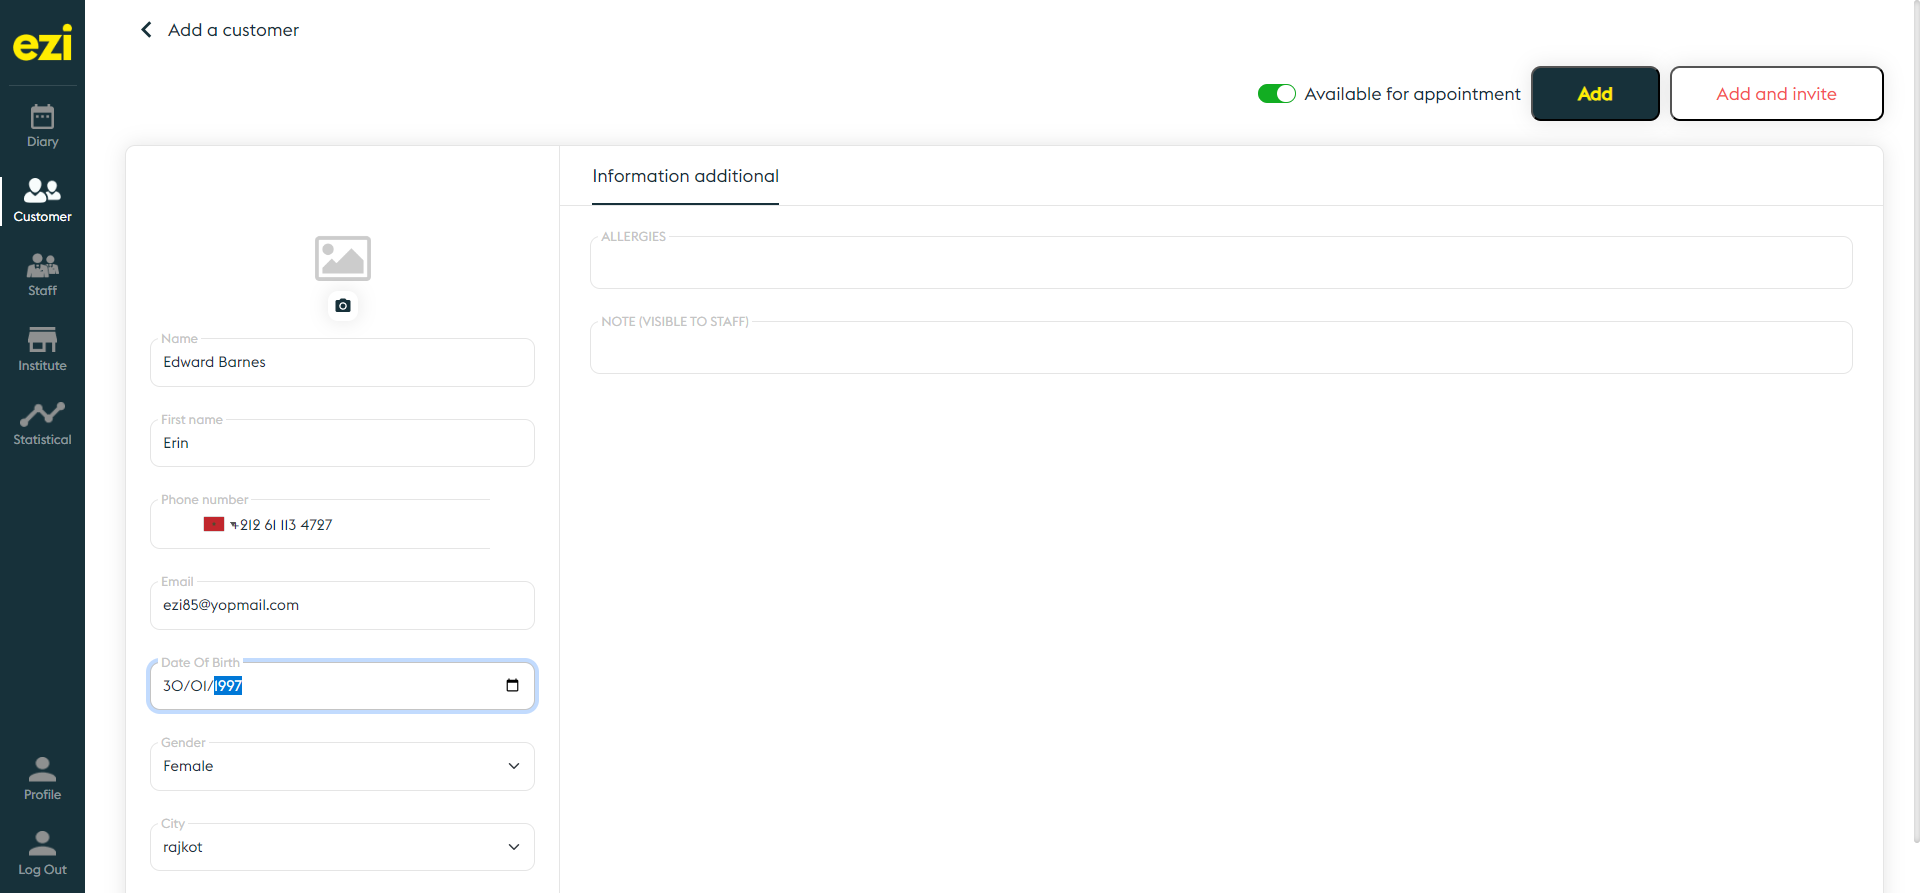 ezi
Add a customer
Available for appointment
Add
Add and invite
Diary
Customer
Staff
Institute
Statistical
Profile
Log Out
Name
Edward Barnes
First name
Erin
Phone number
+212 61 113 4727
Email
ezi85@yopmail.com
Date Of Birth
30/01/1997
Gender
Female
City
rajkot
Information additional
ALLERGIES
NOTE (VISIBLE TO STAFF)